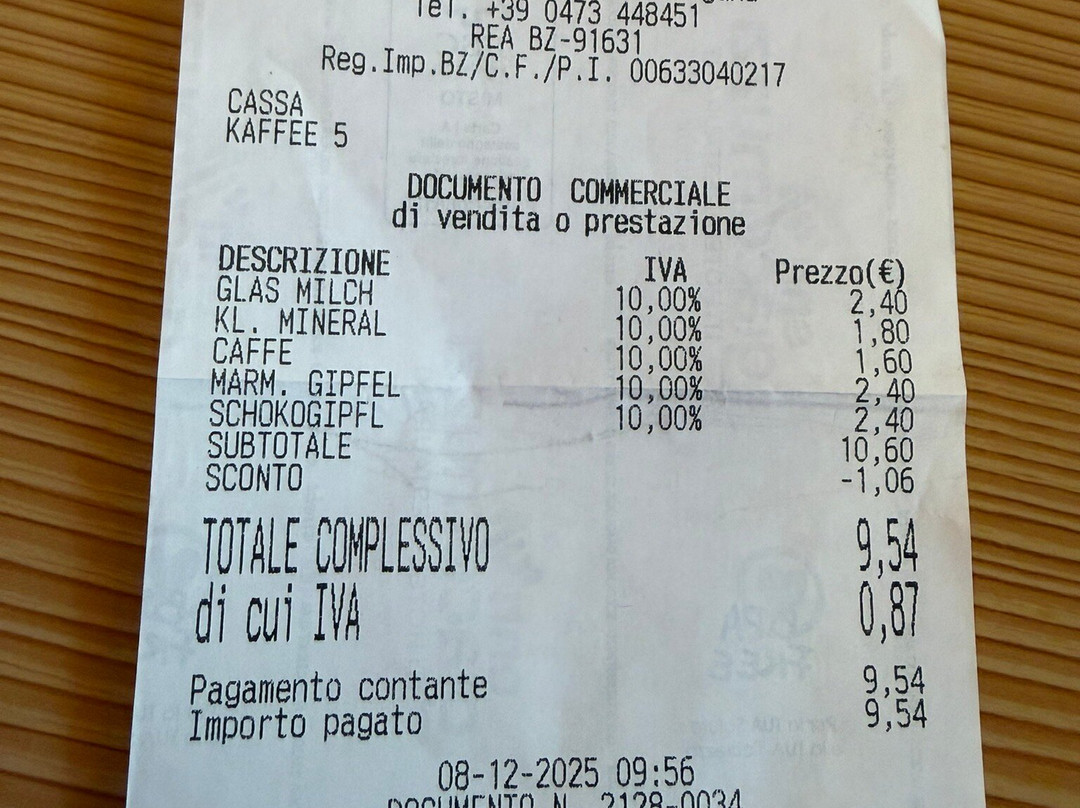 Tel. +39 0473 448451
REA BZ-91631
Reg.Imp.BZ/C.F./P.I. 00633040217
CASSA
KAFFEE 5
DOCUMENTO COMMERCIALE
di vendita o prestazione
DESCRIZIONE IVA Prezzo(€)
GLAS MILCH 10,00% 2,40
KL. MINERAL 10,00% 1,80
CAFFE 10,00% 1,60
MARM. GIPFEL 10,00% 2,40
SCHOKOGIPFL 10,00% 2,40
SUBTOTALE 10,60
SCONTO -1,06
TOTALE COMPLESSIVO 9,54
di cui IVA 0,87
Pagamento contante 9,54
Importo pagato 9,54
08-12-2025 09:56
DOCUMENTO N. 2128-0034